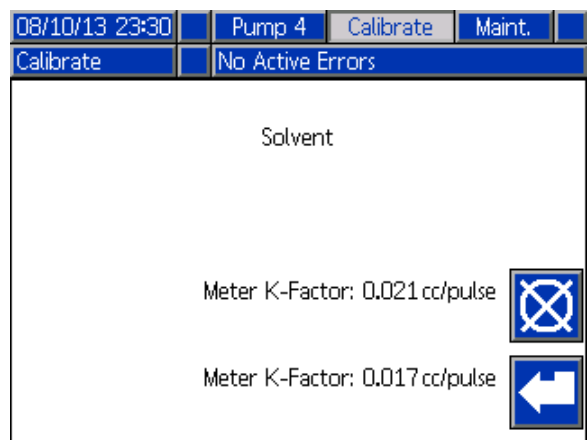 08/10/13 23:30 Pump 4 Calibrate Maint.
Calibrate No Active Errors
Solvent
Meter K-Factor: 0.021 cc/pulse
Meter K-Factor: 0.017 cc/pulse